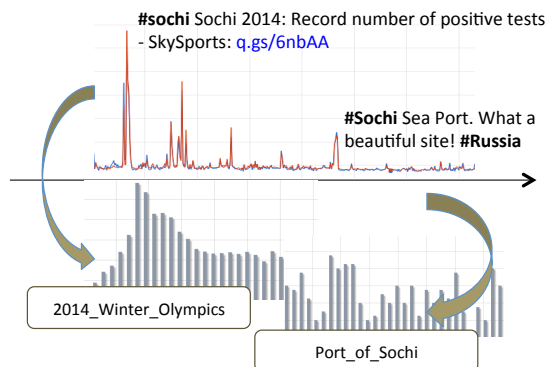 #sochi Sochi 2014: Record number of positive tests
- SkySports: q.gs/6nbAA
#Sochi Sea Port. What a
beautiful site! #Russia
2014_Winter_Olympics
Port_of_Sochi